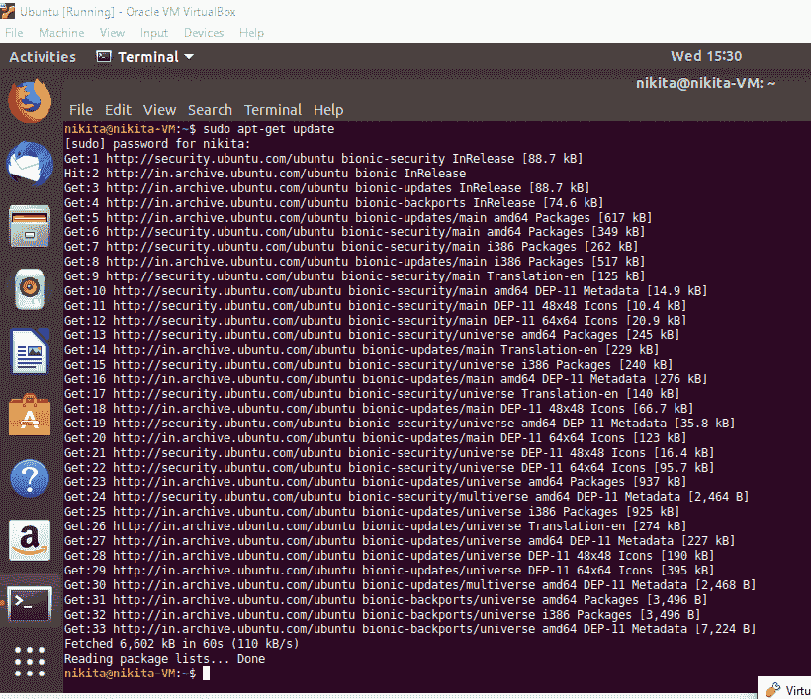 Ubuntu [Running] - Oracle VM VirtualBox
File Machine View Input Devices Help
Activities Terminal Wed 15:30
nikita@nikita-VM: ~
File Edit View Search Terminal Help
nikita@nikita-VM:~$ sudo apt-get update
[sudo] password for nikita:
Get:1 http://security.ubuntu.com/ubuntu bionic-security InRelease [88.7 kB]
Hit:2 http://in.archive.ubuntu.com/ubuntu bionic InRelease
Get:3 http://in.archive.ubuntu.com/ubuntu bionic-updates InRelease [88.7 kB]
Get:4 http://in.archive.ubuntu.com/ubuntu bionic-backports InRelease [74.6 kB]
Get:5 http://in.archive.ubuntu.com/ubuntu bionic-updates/main amd64 Packages [617 kB]
Get:6 http://security.ubuntu.com/ubuntu bionic-security/main amd64 Packages [349 kB]
Get:7 http://security.ubuntu.com/ubuntu bionic-security/main i386 Packages [262 kB]
Get:8 http://in.archive.ubuntu.com/ubuntu bionic-updates/main i386 Packages [517 kB]
Get:9 http://security.ubuntu.com/ubuntu bionic-security/main Translation-en [125 kB]
Get:10 http://security.ubuntu.com/ubuntu bionic-security/main amd64 DEP-11 Metadata [14.9 kB]
Get:11 http://security.ubuntu.com/ubuntu bionic-security/main DEP-11 48x48 Icons [10.4 kB]
Get:12 http://security.ubuntu.com/ubuntu bionic-security/main DEP-11 64x64 Icons [20.9 kB]
Get:13 http://security.ubuntu.com/ubuntu bionic-security/universe amd64 Packages [245 kB]
Get:14 http://in.archive.ubuntu.com/ubuntu bionic-updates/main Translation-en [229 kB]
Get:15 http://security.ubuntu.com/ubuntu bionic-security/universe i386 Packages [240 kB]
Get:16 http://in.archive.ubuntu.com/ubuntu bionic-updates/main amd64 DEP-11 Metadata [276 kB]
Get:17 http://security.ubuntu.com/ubuntu bionic-security/universe Translation-en [140 kB]
Get:18 http://in.archive.ubuntu.com/ubuntu bionic-updates/main DEP-11 48x48 Icons [66.7 kB]
Get:19 http://security.ubuntu.com/ubuntu bionic-security/universe amd64 DEP-11 Metadata [35.8 kB]
Get:20 http://in.archive.ubuntu.com/ubuntu bionic-updates/main DEP-11 64x64 Icons [123 kB]
Get:21 http://security.ubuntu.com/ubuntu bionic-security/universe DEP-11 48x48 Icons [16.4 kB]
Get:22 http://security.ubuntu.com/ubuntu bionic-security/universe DEP-11 64x64 Icons [95.7 kB]
Get:23 http://in.archive.ubuntu.com/ubuntu bionic-updates/universe amd64 Packages [937 kB]
Get:24 http://security.ubuntu.com/ubuntu bionic-security/multiverse amd64 DEP-11 Metadata [2,464 B]
Get:25 http://in.archive.ubuntu.com/ubuntu bionic-updates/universe i386 Packages [925 kB]
Get:26 http://in.archive.ubuntu.com/ubuntu bionic-updates/universe Translation-en [274 kB]
Get:27 http://in.archive.ubuntu.com/ubuntu bionic-updates/universe amd64 DEP-11 Metadata [227 kB]
Get:28 http://in.archive.ubuntu.com/ubuntu bionic-updates/universe DEP-11 48x48 Icons [190 kB]
Get:29 http://in.archive.ubuntu.com/ubuntu bionic-updates/universe DEP-11 64x64 Icons [395 kB]
Get:30 http://in.archive.ubuntu.com/ubuntu bionic-updates/multiverse amd64 DEP-11 Metadata [2,468 B]
Get:31 http://in.archive.ubuntu.com/ubuntu bionic-backports/universe amd64 Packages [3,496 B]
Get:32 http://in.archive.ubuntu.com/ubuntu bionic-backports/universe i386 Packages [3,496 B]
Get:33 http://in.archive.ubuntu.com/ubuntu bionic-backports/universe amd64 DEP-11 Metadata [7,224 B]
Fetched 6,602 kB in 60s (110 kB/s)
Reading package lists... Done
nikita@nikita-VM:~$
Virtu